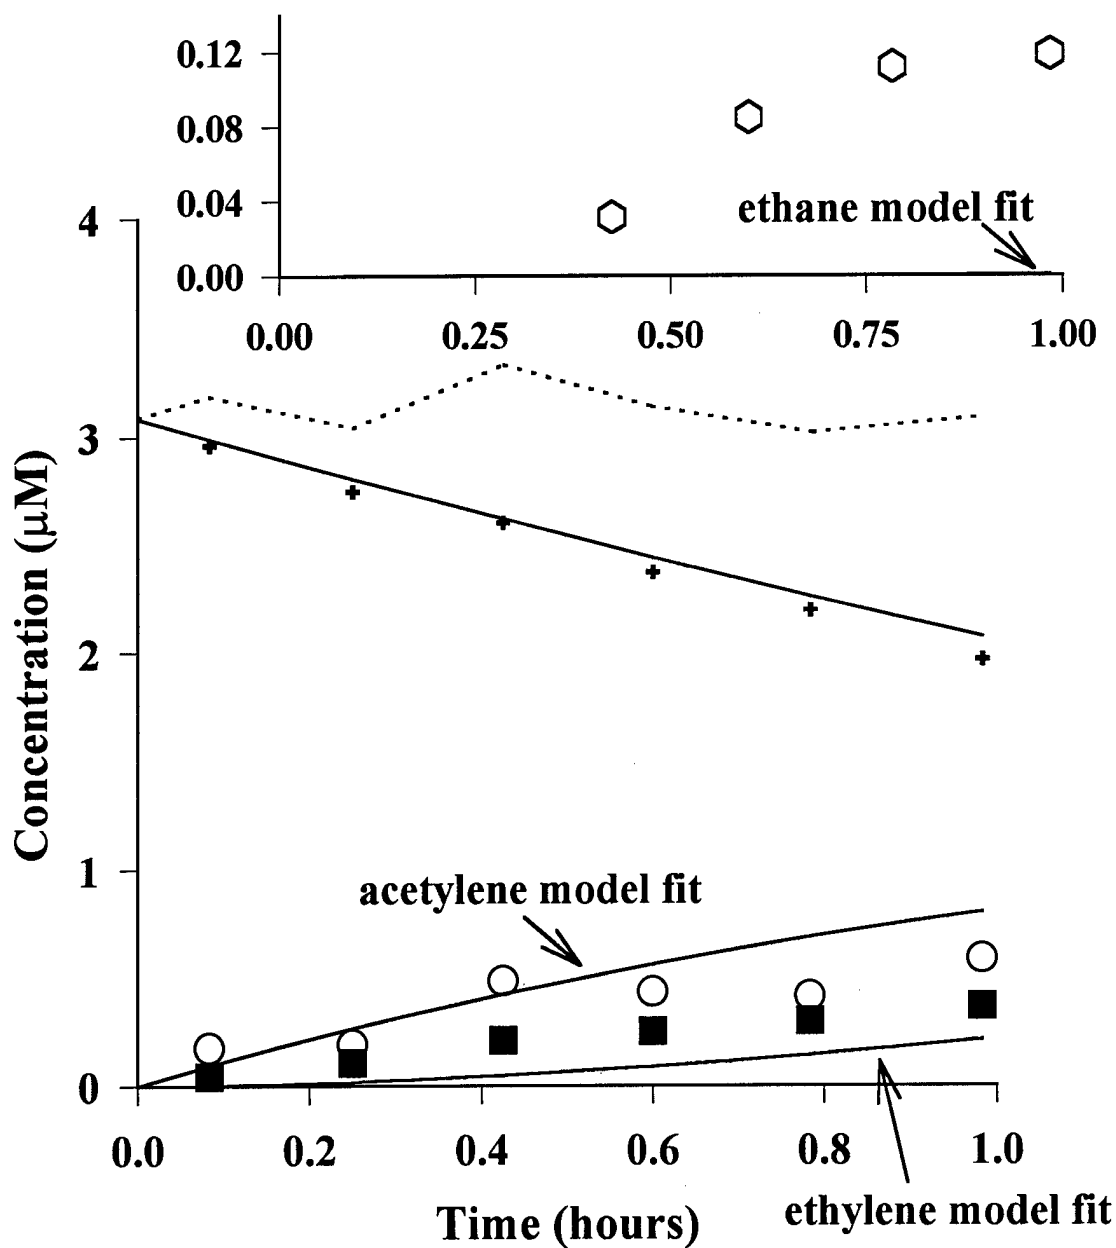 0.12
0.08
0.04
0.00
ethane model fit
0.00 0.25 0.50 0.75 1.00
4
3
2
1
0
Concentration (μM)
acetylene model fit
0.0 0.2 0.4 0.6 0.8 1.0
ethylene model fit
Time (hours)